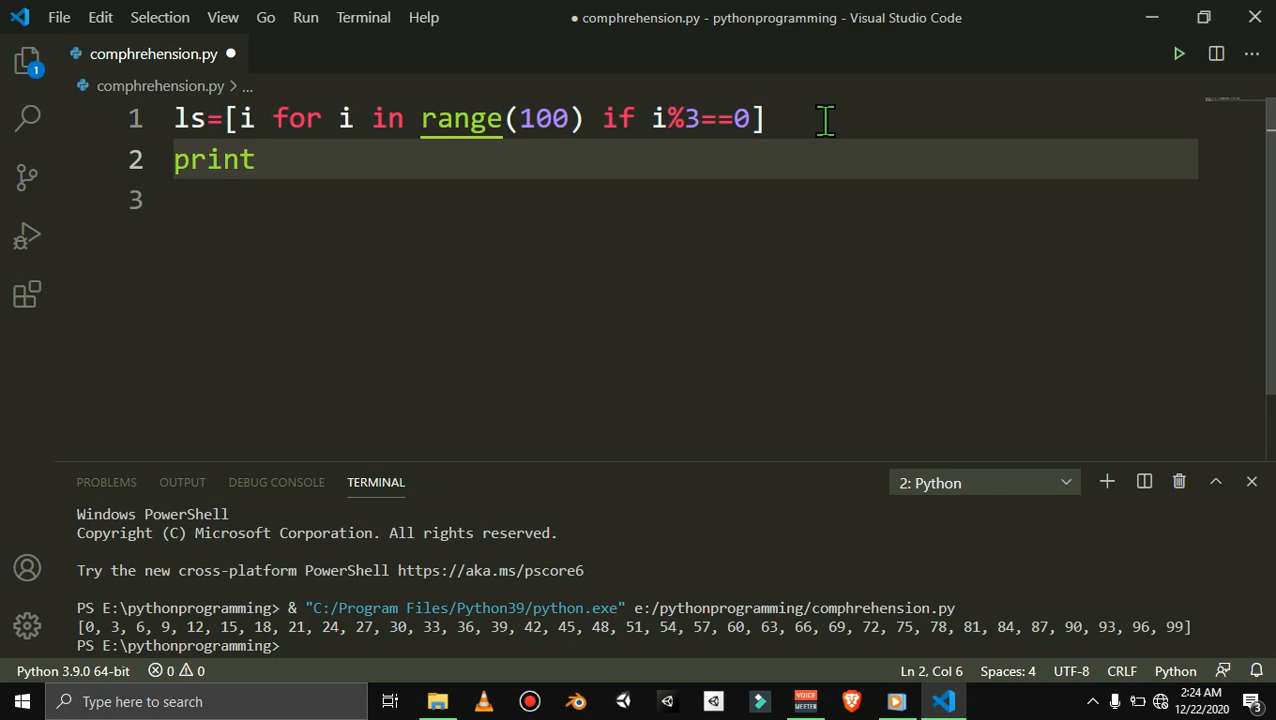 File Edit Selection View Go Run Terminal Help ● comphrehension.py - pythonprogramming - Visual Studio Code
comphrehension.py ●
comphrehension.py > ...
1
1 ls=[i for i in range(100) if i%3==0]
2 print
3
PROBLEMS OUTPUT DEBUG CONSOLE TERMINAL 2: Python
Windows PowerShell
Copyright (C) Microsoft Corporation. All rights reserved.
Try the new cross-platform PowerShell https://aka.ms/pscore6
PS E:\pythonprogramming> & "C:/Program Files/Python39/python.exe" e:/pythonprogramming/comphrehension.py
[0, 3, 6, 9, 12, 15, 18, 21, 24, 27, 30, 33, 36, 39, 42, 45, 48, 51, 54, 57, 60, 63, 66, 69, 72, 75, 78, 81, 84, 87, 90, 93, 96, 99]
PS E:\pythonprogramming>
Python 3.9.0 64-bit 0 0 Ln 2, Col 6 Spaces: 4 UTF-8 CRLF Python
Type here to search
VOICE MEETER
2:24 AM
12/22/2020
3